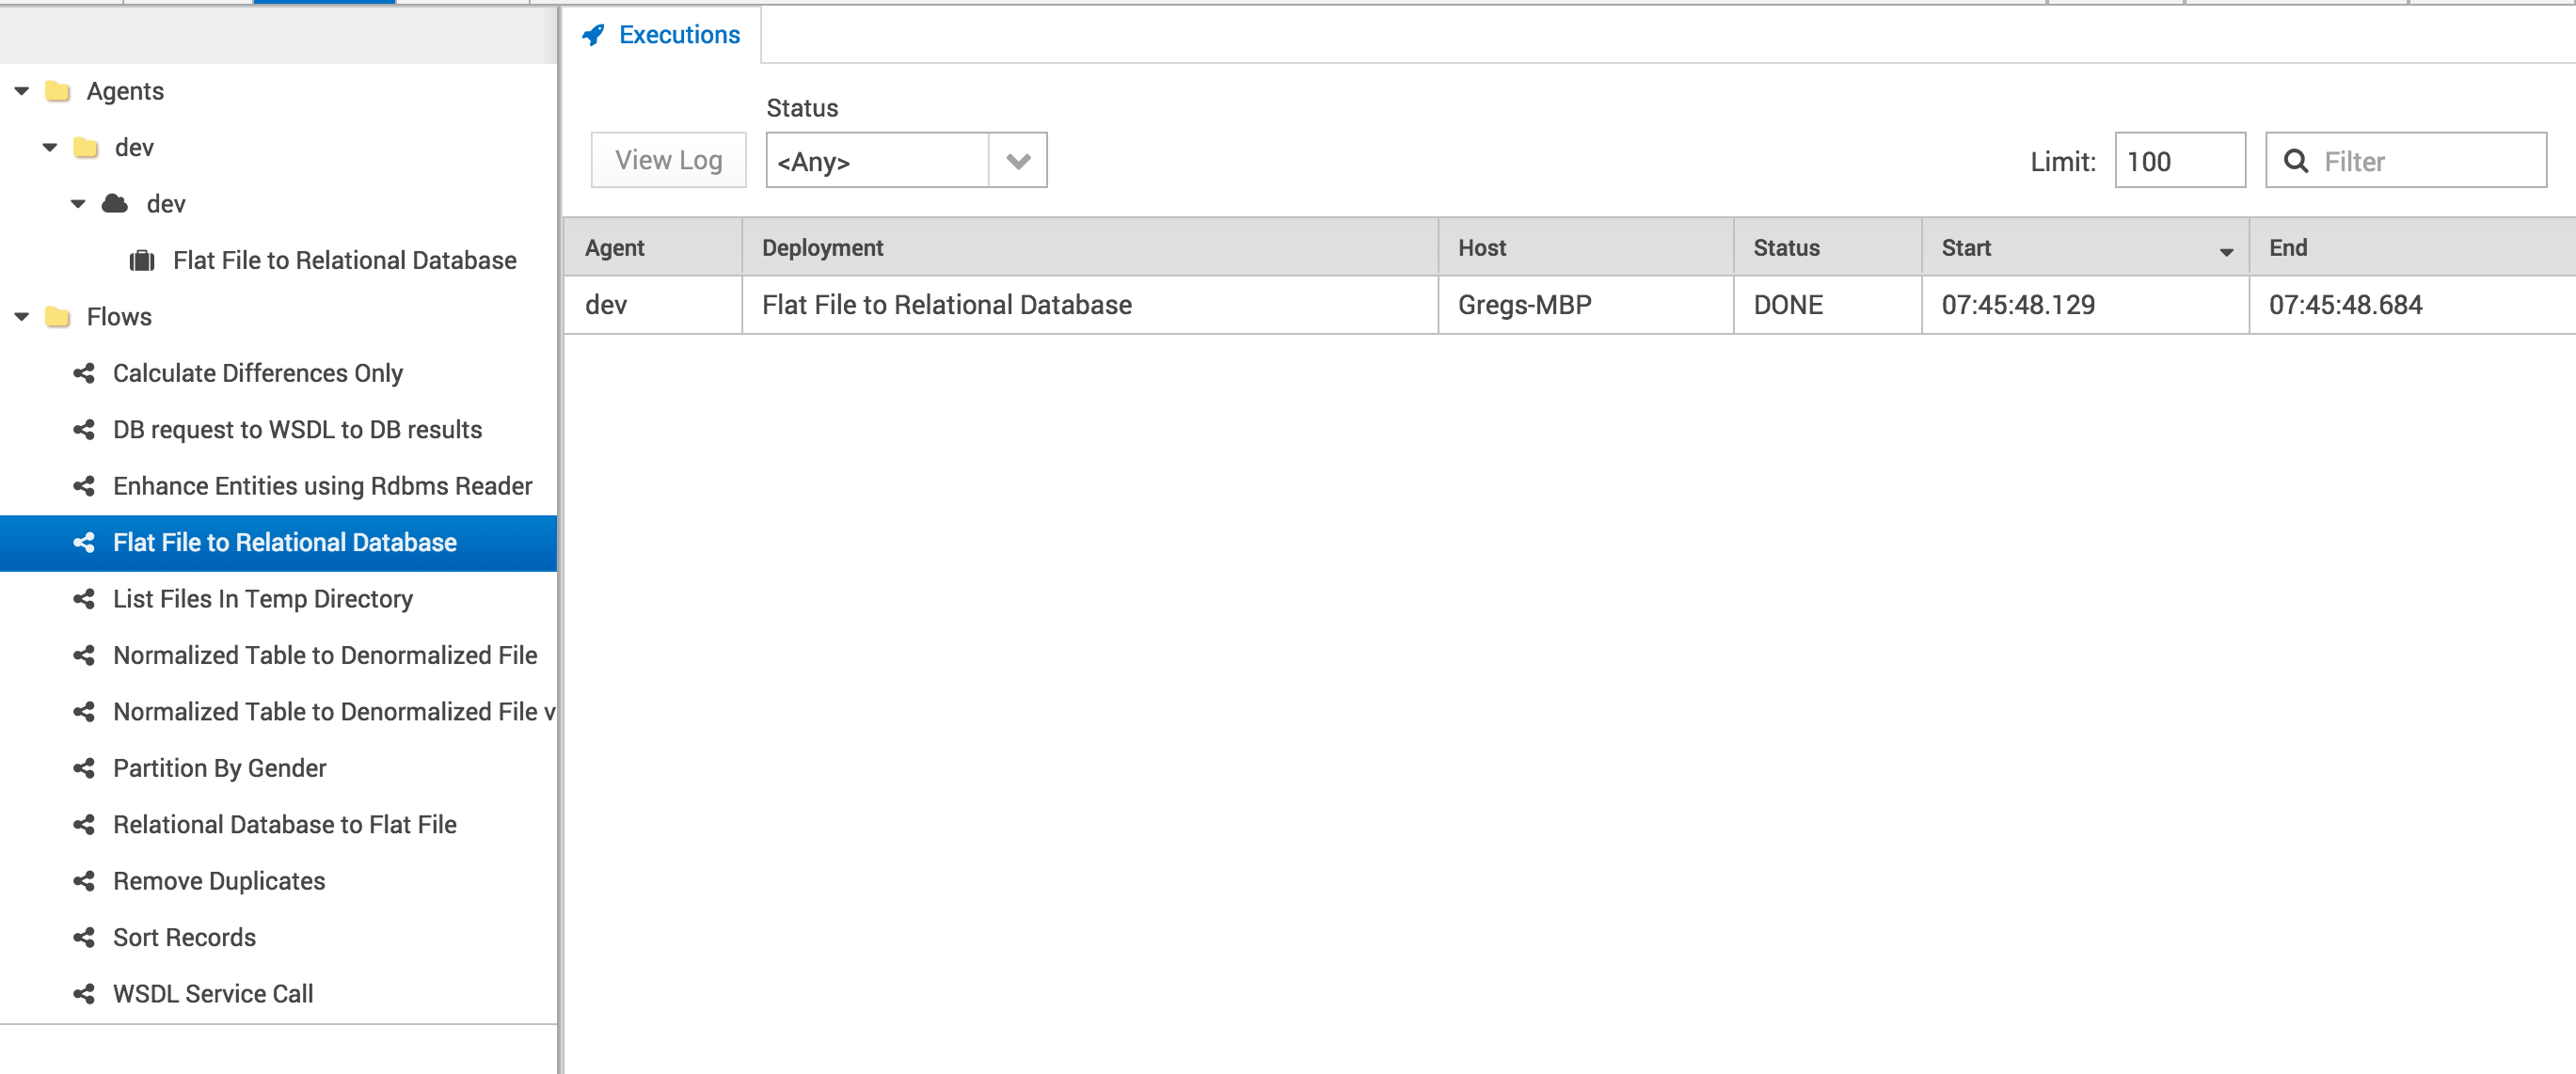 Executions
Agents
dev
dev
Flat File to Relational Database
Flows
Calculate Differences Only
DB request to WSDL to DB results
Enhance Entities using Rdbms Reader
Flat File to Relational Database
List Files In Temp Directory
Normalized Table to Denormalized File
Normalized Table to Denormalized File v
Partition By Gender
Relational Database to Flat File
Remove Duplicates
Sort Records
WSDL Service Call
Status
View Log <Any> Limit: 100 Filter
Agent Deployment Host Status Start End
dev Flat File to Relational Database Gregs-MBP DONE 07:45:48.129 07:45:48.684